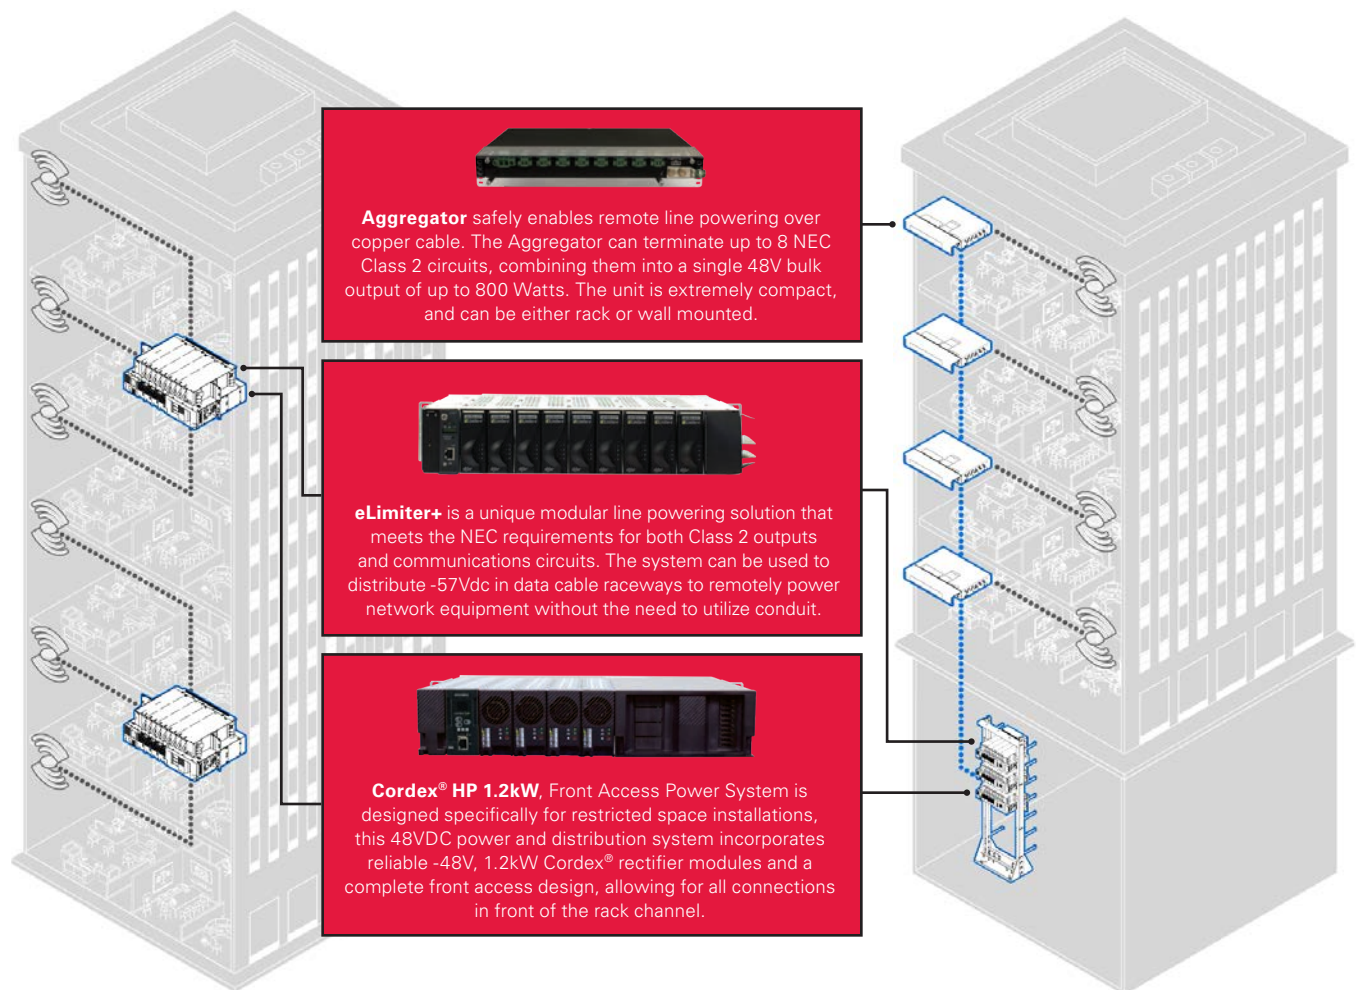 Aggregator safely enables remote line powering over
copper cable. The Aggregator can terminate up to 8 NEC
Class 2 circuits, combining them into a single 48V bulk
output of up to 800 Watts. The unit is extremely compact,
and can be either rack or wall mounted.
eLimiter+ is a unique modular line powering solution that
meets the NEC requirements for both Class 2 outputs
and communications circuits. The system can be used to
distribute -57Vdc in data cable raceways to remotely power
network equipment without the need to utilize conduit.
Cordex® HP 1.2kW, Front Access Power System is
designed specifically for restricted space installations,
this 48VDC power and distribution system incorporates
reliable -48V, 1.2kW Cordex® rectifier modules and a
complete front access design, allowing for all connections
in front of the rack channel.